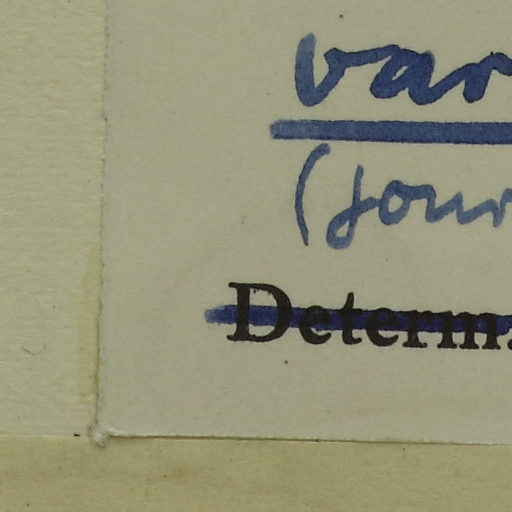 var
(jour
Determ.